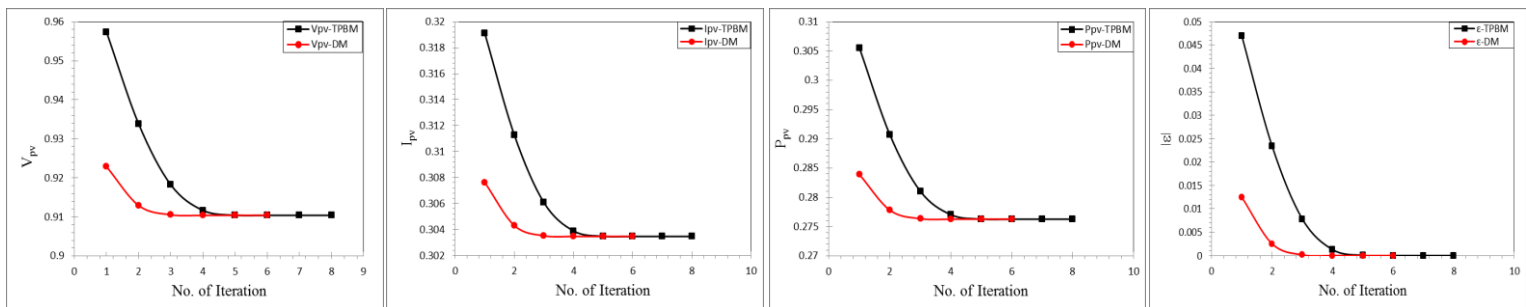 0.96
0.95
0.94
0.93
0.92
0.91
0.9
Vpv-TPBM
Vpv-DM
V_pv
0 1 2 3 4 5 6 7 8 9
No. of Iteration
0.32
0.318
0.316
0.314
0.312
0.31
0.308
0.306
0.304
0.302
Ipv-TPBM
Ipv-DM
I_pv
0 2 4 6 8 10
No. of Iteration
0.31
0.305
0.3
0.295
0.29
0.285
0.28
0.275
0.27
Ppv-TPBM
Ppv-DM
P_pv
0 2 4 6 8 10
No. of Iteration
0.05
0.045
0.04
0.035
0.03
0.025
0.02
0.015
0.01
0.005
0
ε-TPBM
ε-DM
|ε|
0 2 4 6 8 10
No. of Iteration